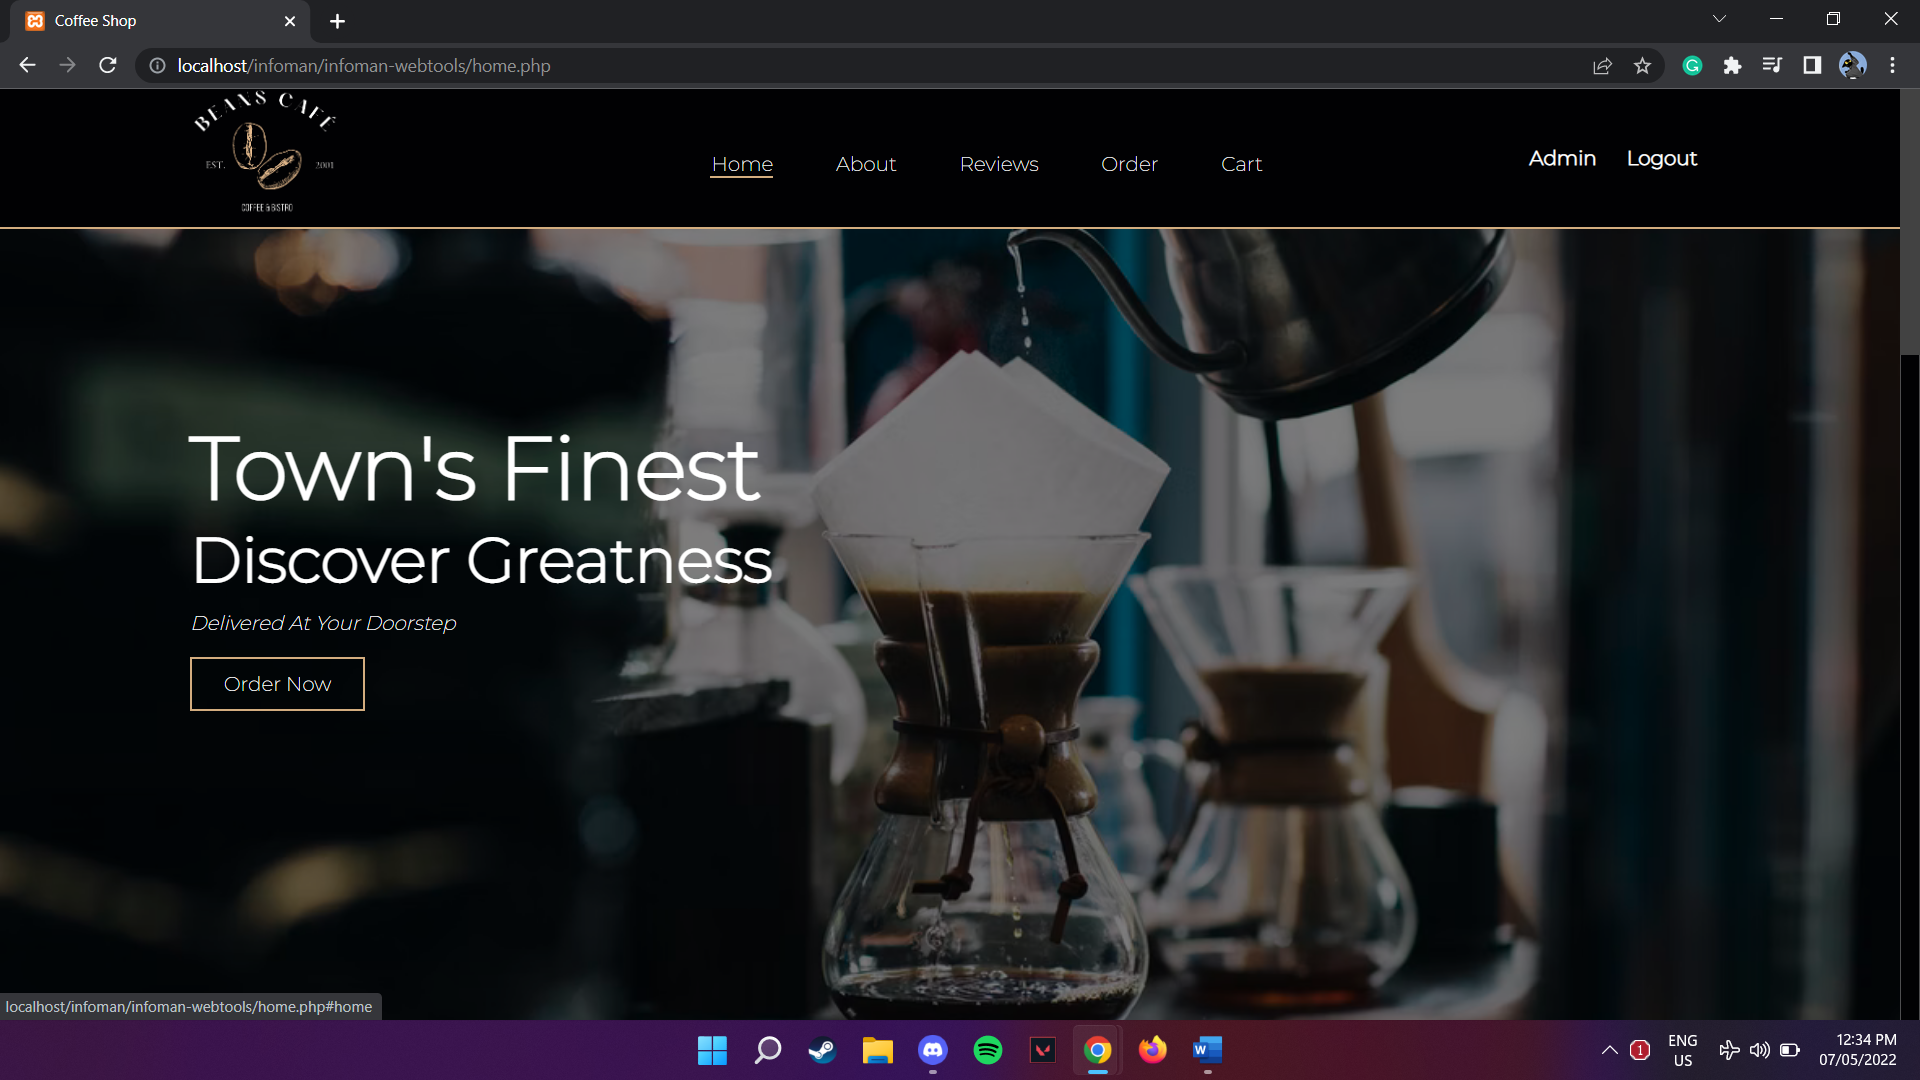 Coffee Shop
localhost/infoman/infoman-webtools/home.php
BEANS CAFÉ
EST. 2001
COFFEE & BISTRO
Home About Reviews Order Cart
Admin Logout
Town's Finest
Discover Greatness
Delivered At Your Doorstep
Order Now
localhost/infoman/infoman-webtools/home.php#home
1
ENG
US
12:34 PM
07/05/2022